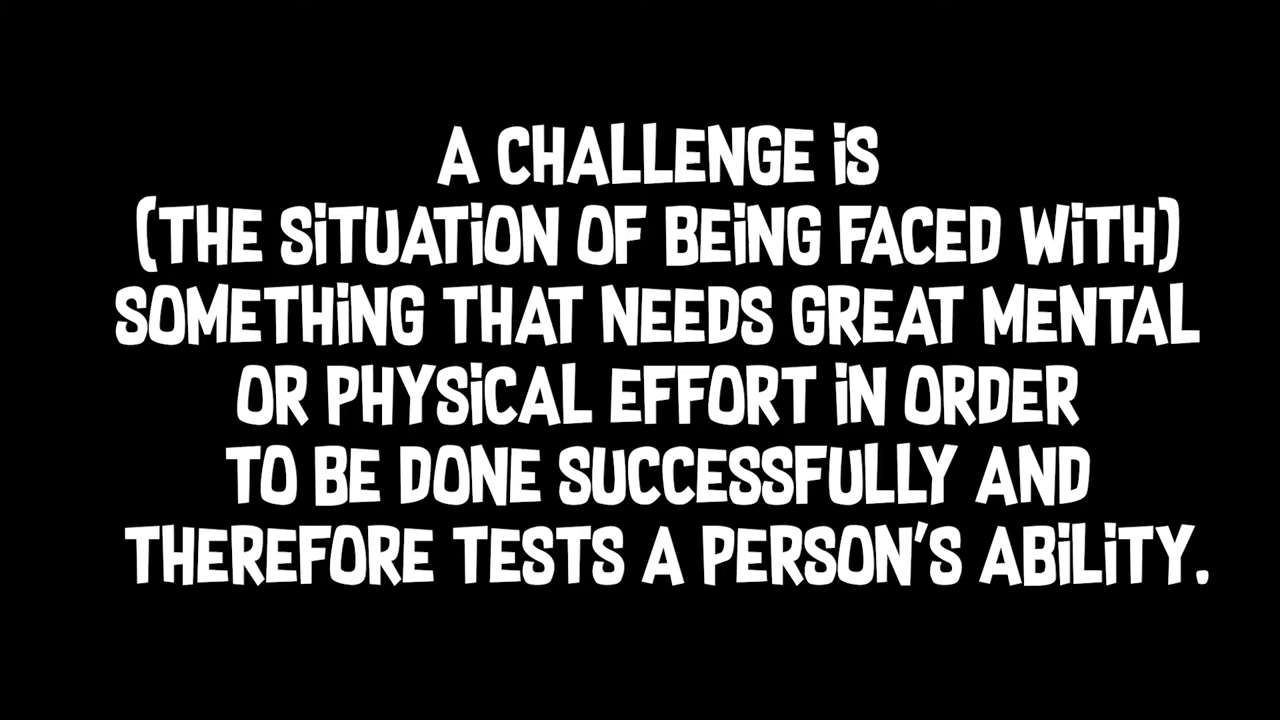 A CHALLENGE iS
(THE SiTUATiON OF BEiNG FACED WiTH)
SOMETHiNG THAT NEEDS GREAT MENTAL
OR PHYSiCAL EFFORT iN ORDER
TO BE DONE SUCCESSFULLY AND
THEREFORE TESTS A PERSON'S ABiLiTY.